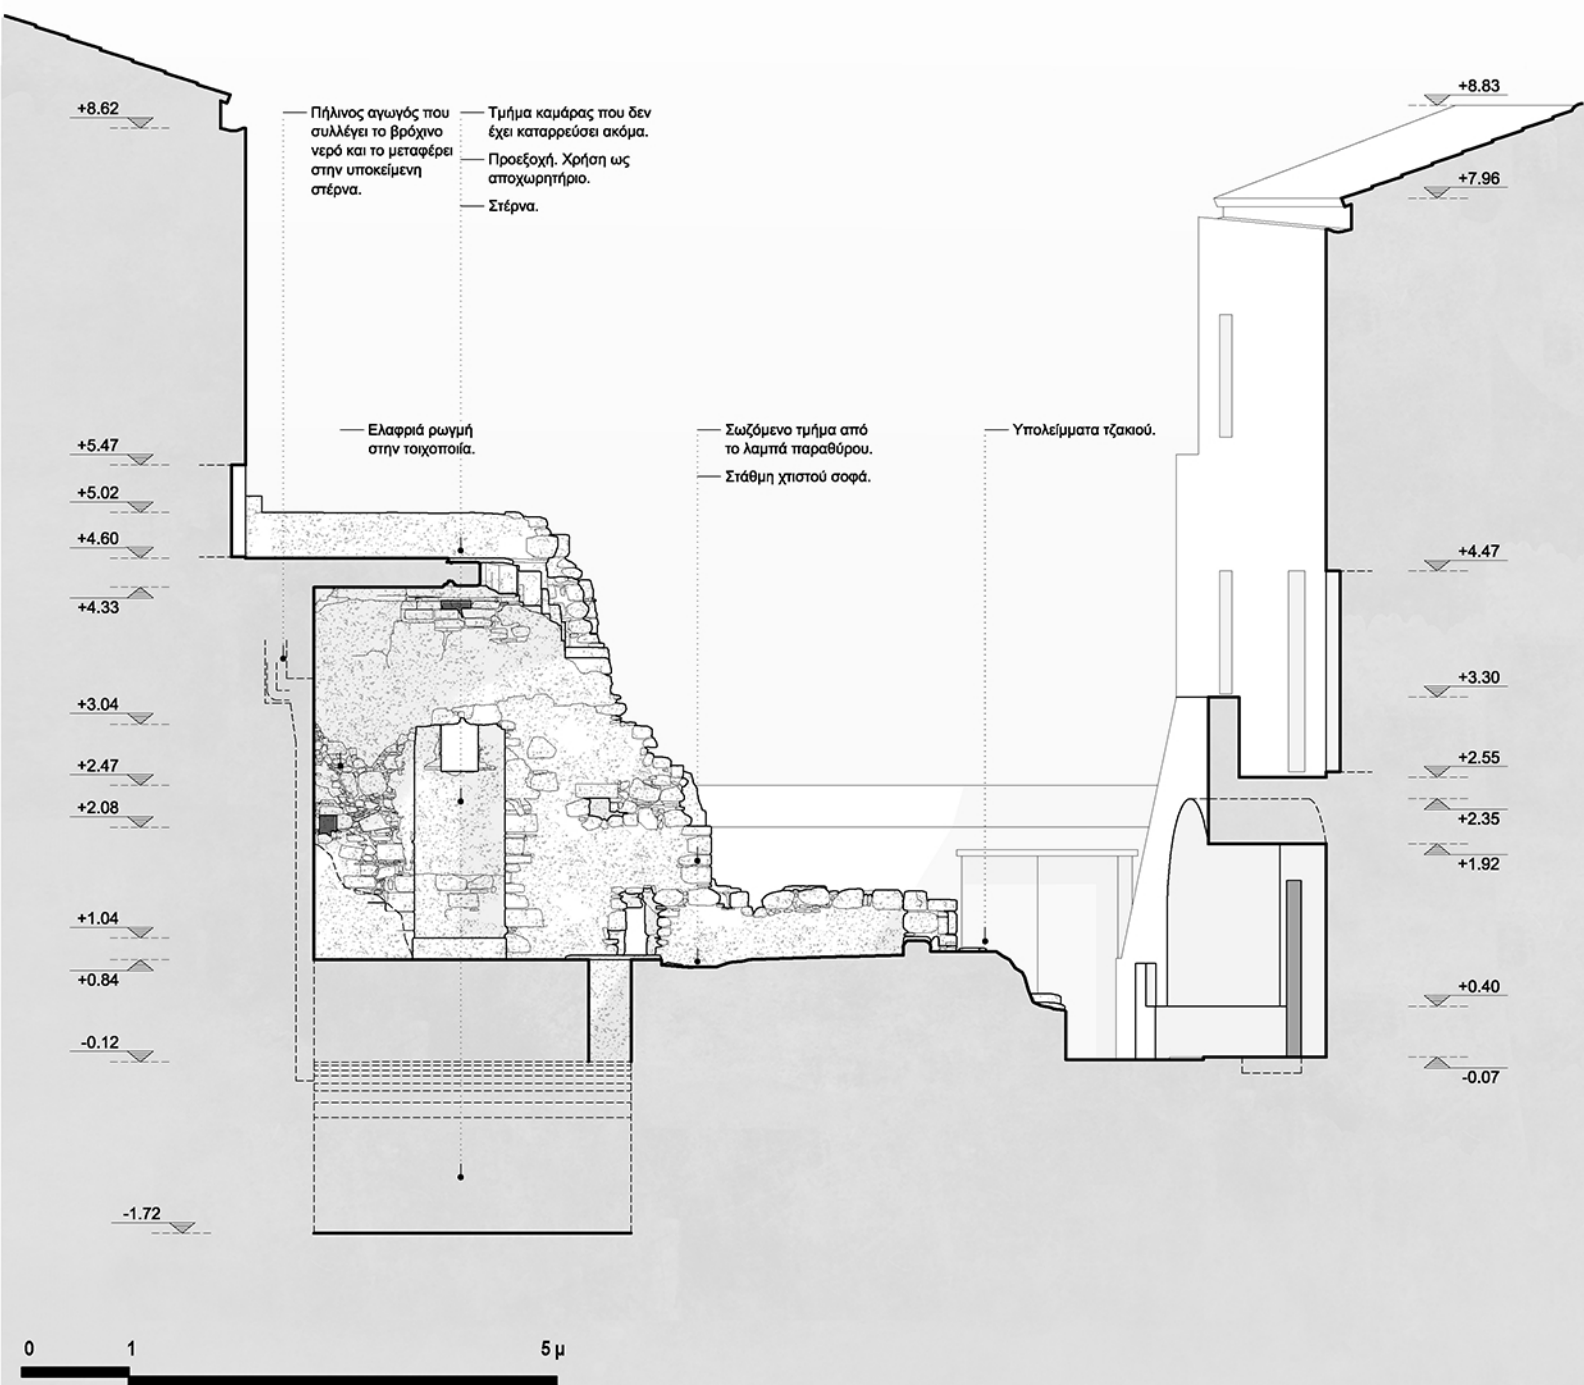 +8.62
Πήλινος αγωγός που
συλλέγει το βρόχινο
νερό και το μεταφέρει
στην υποκείμενη
στέρνα.
Τμήμα καμάρας που δεν
έχει καταρρεύσει ακόμα.
Προεξοχή. Χρήση ως
αποχωρητήριο.
Στέρνα.
+8.83
+7.96
Ελαφριά ρωγμή
στην τοιχοποιία.
Σωζόμενο τμήμα από
το λαμπά παραθύρου.
Στάθμη χτιστού σοφά.
Υπολείμματα τζακιού.
+5.47
+5.02
+4.60
+4.33
+3.04
+2.47
+2.08
+1.04
+0.84
-0.12
-1.72
+4.47
+3.30
+2.55
+2.35
+1.92
+0.40
-0.07
0 1 5 μ